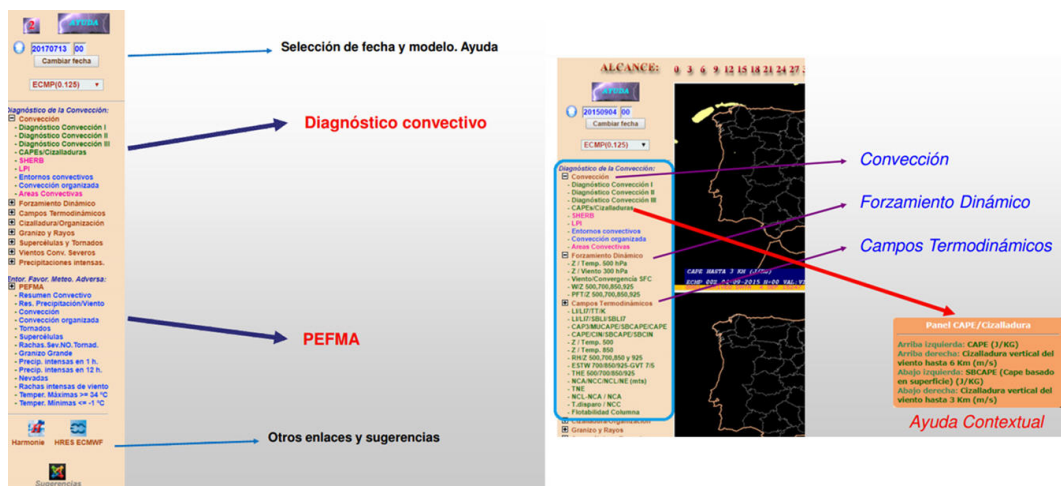 2 AYUDA
20170713 00
Cambiar fecha
ECMP(0.125)
Diagnóstico de la Convección:
Convección
- Diagnóstico Convección I
- Diagnóstico Convección II
- Diagnóstico Convección III
- CAPEs/Cizalladuras
- SHERB
- LPI
- Entornos convectivos
- Convección organizada
- Areas Convectivas
Forzamiento Dinámico
Campos Termodinámicos
Cizalladura/Organización
Granizo y Rayos
Supercélulas y Tornados
Vientos Conv. Severos
Precipitaciones intensas.
Entor. Favor. Meteo. Adversa:
PEFMA
- Resumen Convectivo
- Res. Precipitación/Viento
- Convección
- Convección organizada
- Tornados
- Supercélulas
- Rachas.Sev.NO.Tornad.
- Granizo Grande
- Precip. intensas en 1 h.
- Precip. intensas en 12 h.
- Nevadas
- Rachas intensas de viento
- Temper. Máximas >= 34 ºC
- Temper. Mínimas <= -1 ºC
Harmonie HRES ECMWF
Sugerencias
Selección de fecha y modelo. Ayuda
Diagnóstico convectivo
PEFMA
Otros enlaces y sugerencias
ALCANCE: 0 3 6 9 12 15 18 21 24 27
AYUDA
20150904 00
Cambiar fecha
ECMP(0.125)
Diagnóstico de la Convección:
Convección
- Diagnóstico Convección I
- Diagnóstico Convección II
- Diagnóstico Convección III
- CAPEs/Cizalladuras
- SHERB
- LPI
- Entornos convectivos
- Convección organizada
- Areas Convectivas
Forzamiento Dinámico
- Z / Temp. 500 hPa
- Z / Viento 300 hPa
- Viento/Convergencia SFC
- W/Z 500,700,850,925
- PFT/Z 500,700,850,925
Campos Termodinámicos
- LI/LI7/TT/K
- LI/LI7/SBLI/SBLI7
- CAP3/MUCAPE/SBCAPE/CAPE
- CAPE/CIN/SBCAPE/SBCIN
- Z / Temp. 500
- Z / Temp. 850
- RH/Z 500,700,850 y 925
- ESTW 700/850/925-GVT 7/5
- THE 500/700/850/925
- NCA/NCC/NCL/NE (mts)
- TNE
- NCL-NCA / NCA
- T.disparo / NCC
- Flotabilidad Columna
Cizalladura/Organización
Granizo y Rayos
CAPE HASTA 3 KM (J/KG)
Convección
Forzamiento Dinámico
Campos Termodinámicos
Panel CAPE/Cizalladura
Arriba izquierda: CAPE (J/KG)
Arriba derecha: Cizalladura vertical del
viento hasta 6 Km (m/s)
Abajo izquierda: SBCAPE (Cape basado
en superficie) (J/KG)
Abajo derecha: Cizalladura vertical del
viento hasta 3 Km (m/s)
Ayuda Contextual